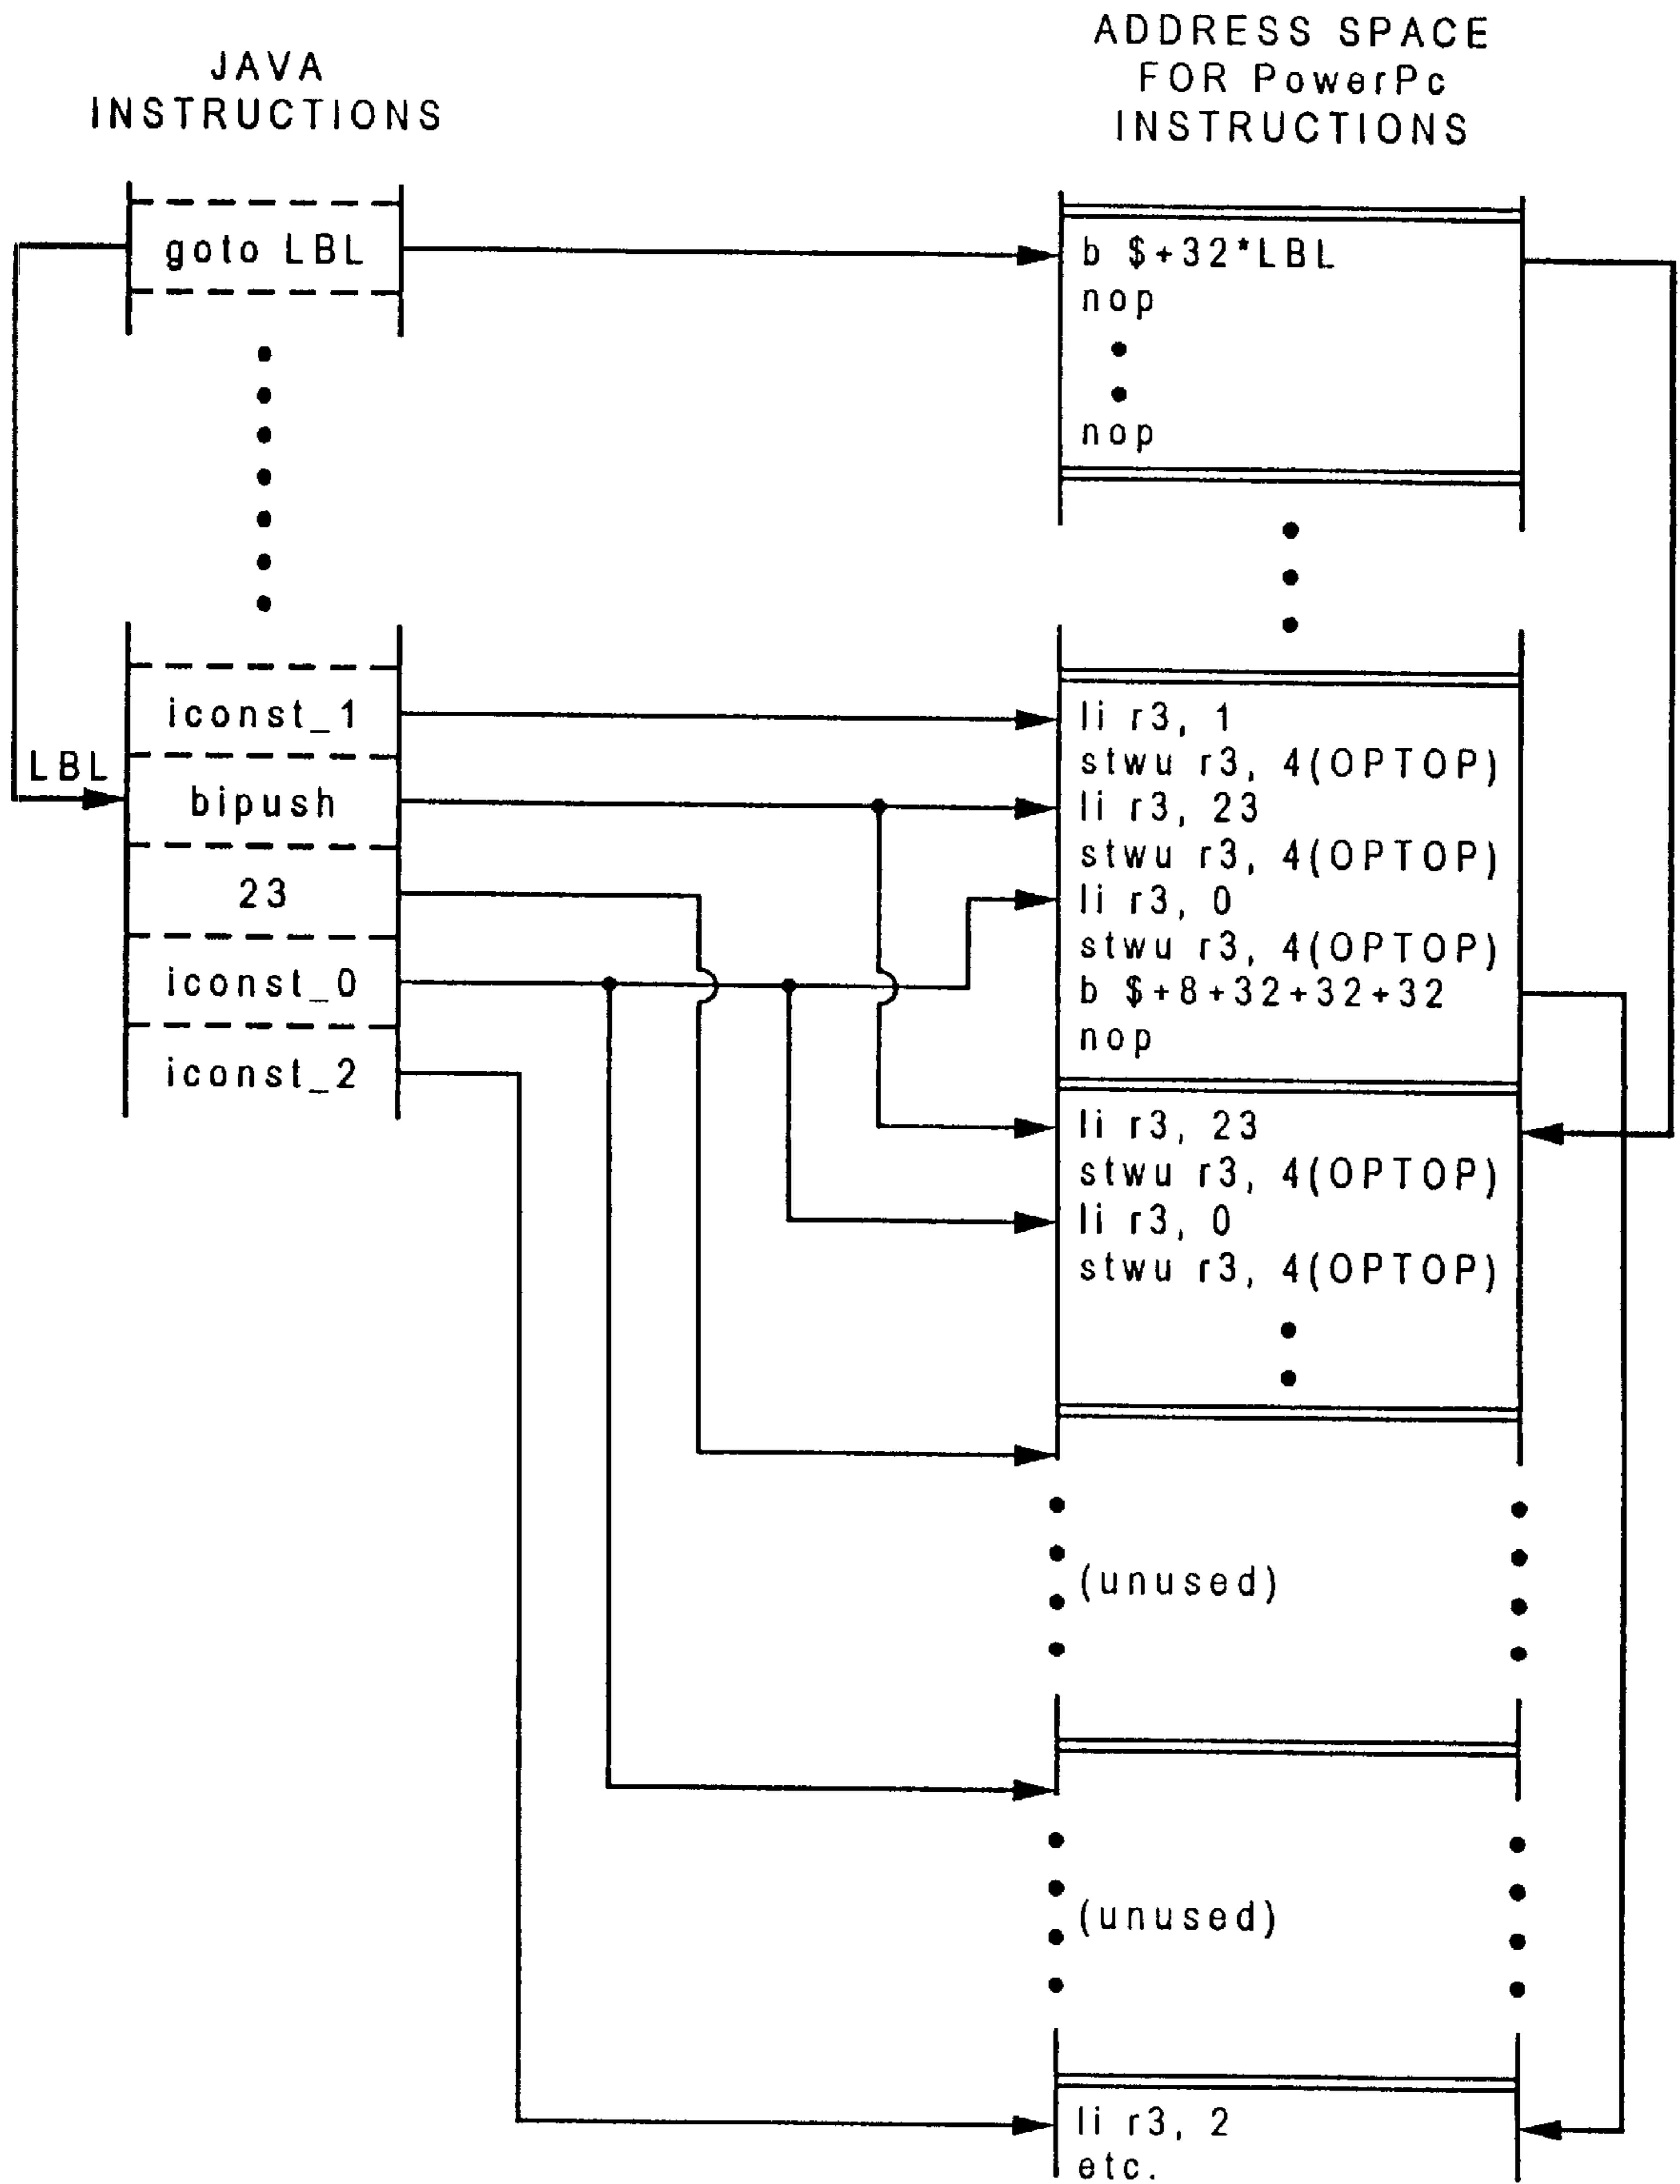 JAVA
INSTRUCTIONS
goto LBL
iconst_1
LBL
bipush
23
iconst_0
iconst_2
ADDRESS SPACE
FOR PowerPc
INSTRUCTIONS
b $+32*LBL
nop
nop
li r3, 1
stwu r3, 4(OPTOP)
li r3, 23
stwu r3, 4(OPTOP)
li r3, 0
stwu r3, 4(OPTOP)
b $+8+32+32+32
nop
li r3, 23
stwu r3, 4(OPTOP)
li r3, 0
stwu r3, 4(OPTOP)
(unused)
(unused)
li r3, 2
etc.